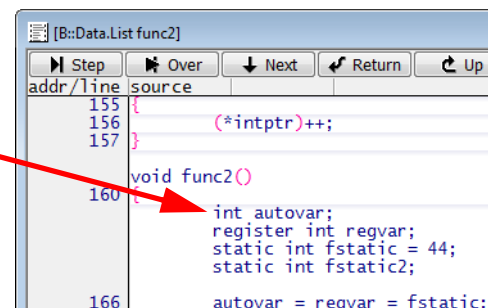 [B::Data.List func2]
Step Over Next Return Up
addr/line source
155 {
156 (*intptr)++;
157 }
void func2()
160 {
int autovar;
register int regvar;
static int fstatic = 44;
static int fstatic2;
166 autovar = regvar = fstatic;